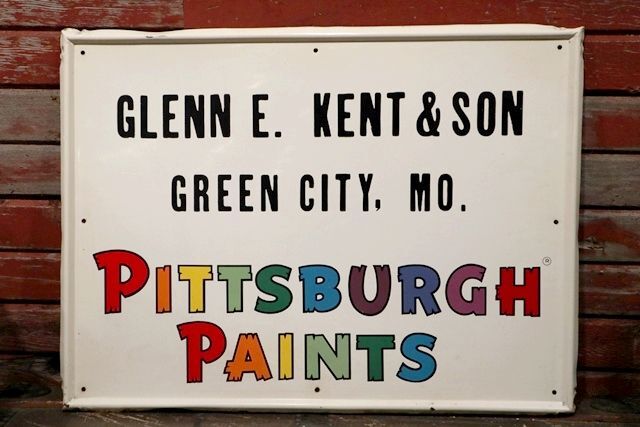 GLENN E. KENT & SON
GREEN CITY, MO.
PITTSBURGH®
PAINTS